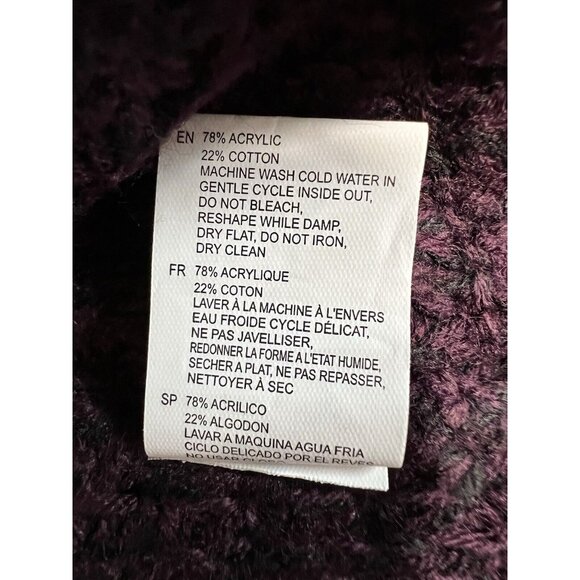 EN 78% ACRYLIC
22% COTTON
MACHINE WASH COLD WATER IN
GENTLE CYCLE INSIDE OUT,
DO NOT BLEACH,
RESHAPE WHILE DAMP,
DRY FLAT, DO NOT IRON,
DRY CLEAN
FR 78% ACRYLIQUE
22% COTON
LAVER À LA MACHINE À L'ENVERS
EAU FROIDE CYCLE DÉLICAT,
NE PAS JAVELLISER,
REDONNER LA FORME A L'ETAT HUMIDE,
SECHER A PLAT, NE PAS REPASSER,
NETTOYER À SEC
SP 78% ACRILICO
22% ALGODON
LAVAR A MAQUINA AGUA FRIA
CICLO DELICADO POR EL REVES
NO USAR CLORO